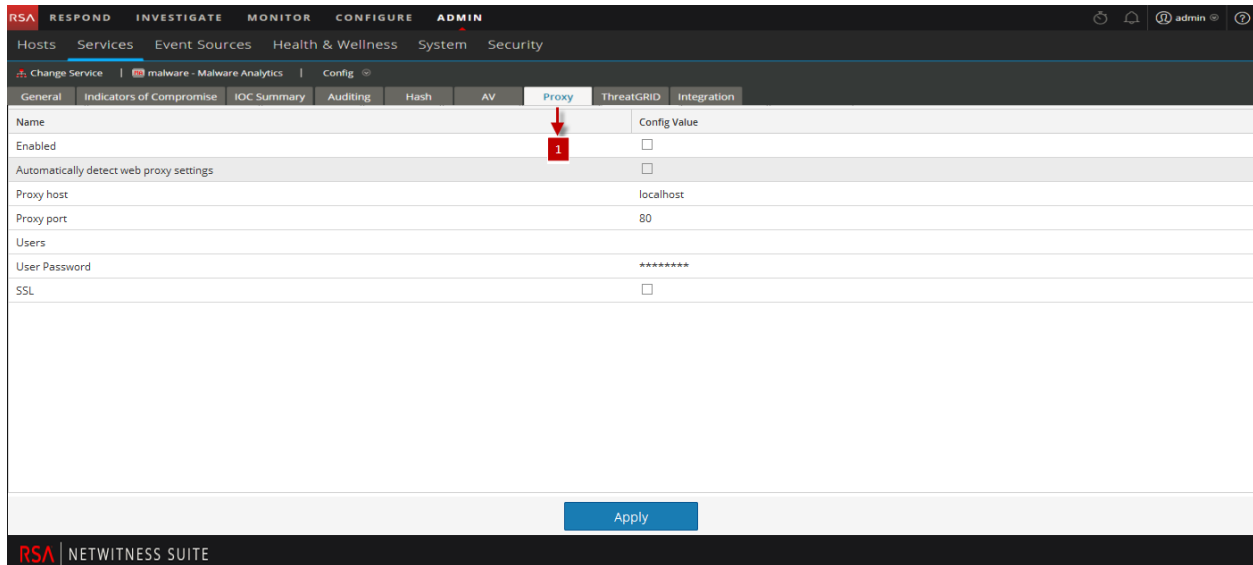 RSA RESPOND INVESTIGATE MONITOR CONFIGURE ADMIN admin ?
Hosts Services Event Sources Health & Wellness System Security
Change Service | malware - Malware Analytics | Config
General Indicators of Compromise IOC Summary Auditing Hash AV Proxy ThreatGRID Integration
Name Config Value
Enabled
1
Automatically detect web proxy settings
Proxy host localhost
Proxy port 80
Users
User Password ********
SSL
Apply
RSA | NETWITNESS SUITE